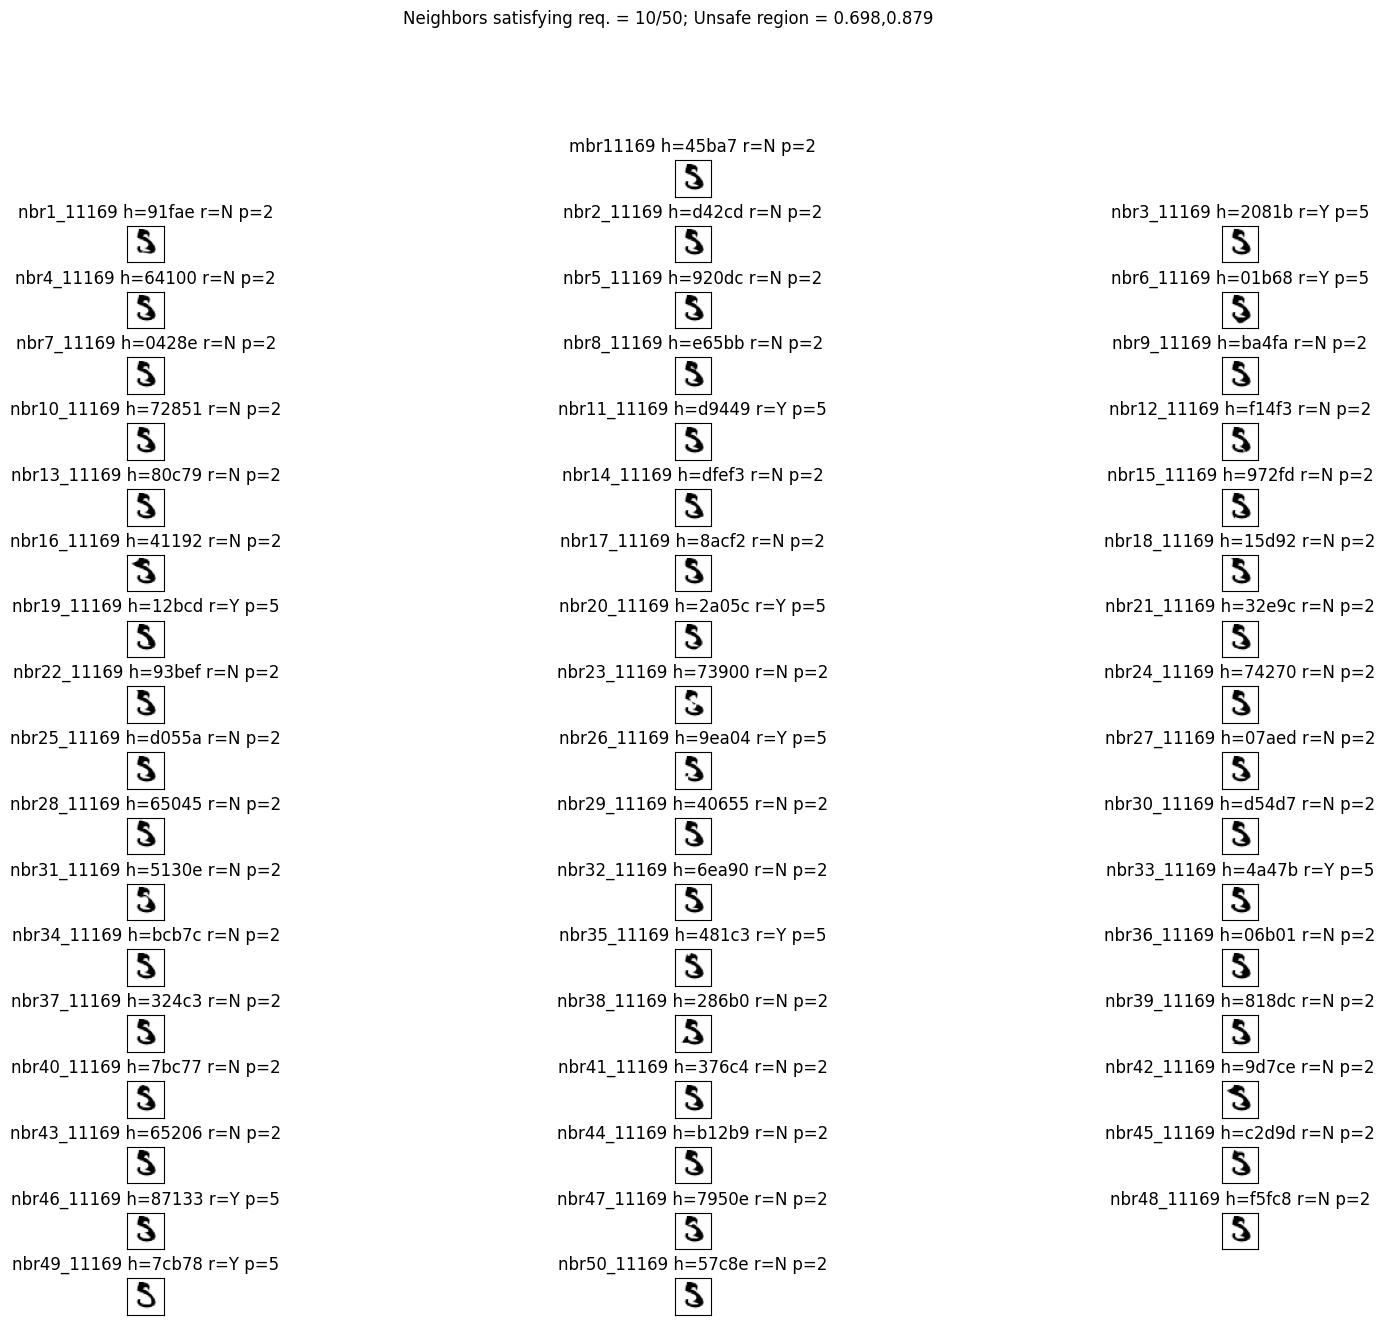 Neighbors satisfying req. = 10/50; Unsafe region = 0.698,0.879
mbr11169 h=45ba7 r=N p=2
nbr1_11169 h=91fae r=N p=2
nbr2_11169 h=d42cd r=N p=2
nbr3_11169 h=2081b r=Y p=5
nbr4_11169 h=64100 r=N p=2
nbr5_11169 h=920dc r=N p=2
nbr6_11169 h=01b68 r=Y p=5
nbr7_11169 h=0428e r=N p=2
nbr8_11169 h=e65bb r=N p=2
nbr9_11169 h=ba4fa r=N p=2
nbr10_11169 h=72851 r=N p=2
nbr11_11169 h=d9449 r=Y p=5
nbr12_11169 h=f14f3 r=N p=2
nbr13_11169 h=80c79 r=N p=2
nbr14_11169 h=dfef3 r=N p=2
nbr15_11169 h=972fd r=N p=2
nbr16_11169 h=41192 r=N p=2
nbr17_11169 h=8acf2 r=N p=2
nbr18_11169 h=15d92 r=N p=2
nbr19_11169 h=12bcd r=Y p=5
nbr20_11169 h=2a05c r=Y p=5
nbr21_11169 h=32e9c r=N p=2
nbr22_11169 h=93bef r=N p=2
nbr23_11169 h=73900 r=N p=2
nbr24_11169 h=74270 r=N p=2
nbr25_11169 h=d055a r=N p=2
nbr26_11169 h=9ea04 r=Y p=5
nbr27_11169 h=07aed r=N p=2
nbr28_11169 h=65045 r=N p=2
nbr29_11169 h=40655 r=N p=2
nbr30_11169 h=d54d7 r=N p=2
nbr31_11169 h=5130e r=N p=2
nbr32_11169 h=6ea90 r=N p=2
nbr33_11169 h=4a47b r=Y p=5
nbr34_11169 h=bcb7c r=N p=2
nbr35_11169 h=481c3 r=Y p=5
nbr36_11169 h=06b01 r=N p=2
nbr37_11169 h=324c3 r=N p=2
nbr38_11169 h=286b0 r=N p=2
nbr39_11169 h=818dc r=N p=2
nbr40_11169 h=7bc77 r=N p=2
nbr41_11169 h=376c4 r=N p=2
nbr42_11169 h=9d7ce r=N p=2
nbr43_11169 h=65206 r=N p=2
nbr44_11169 h=b12b9 r=N p=2
nbr45_11169 h=c2d9d r=N p=2
nbr46_11169 h=87133 r=Y p=5
nbr47_11169 h=7950e r=N p=2
nbr48_11169 h=f5fc8 r=N p=2
nbr49_11169 h=7cb78 r=Y p=5
nbr50_11169 h=57c8e r=N p=2